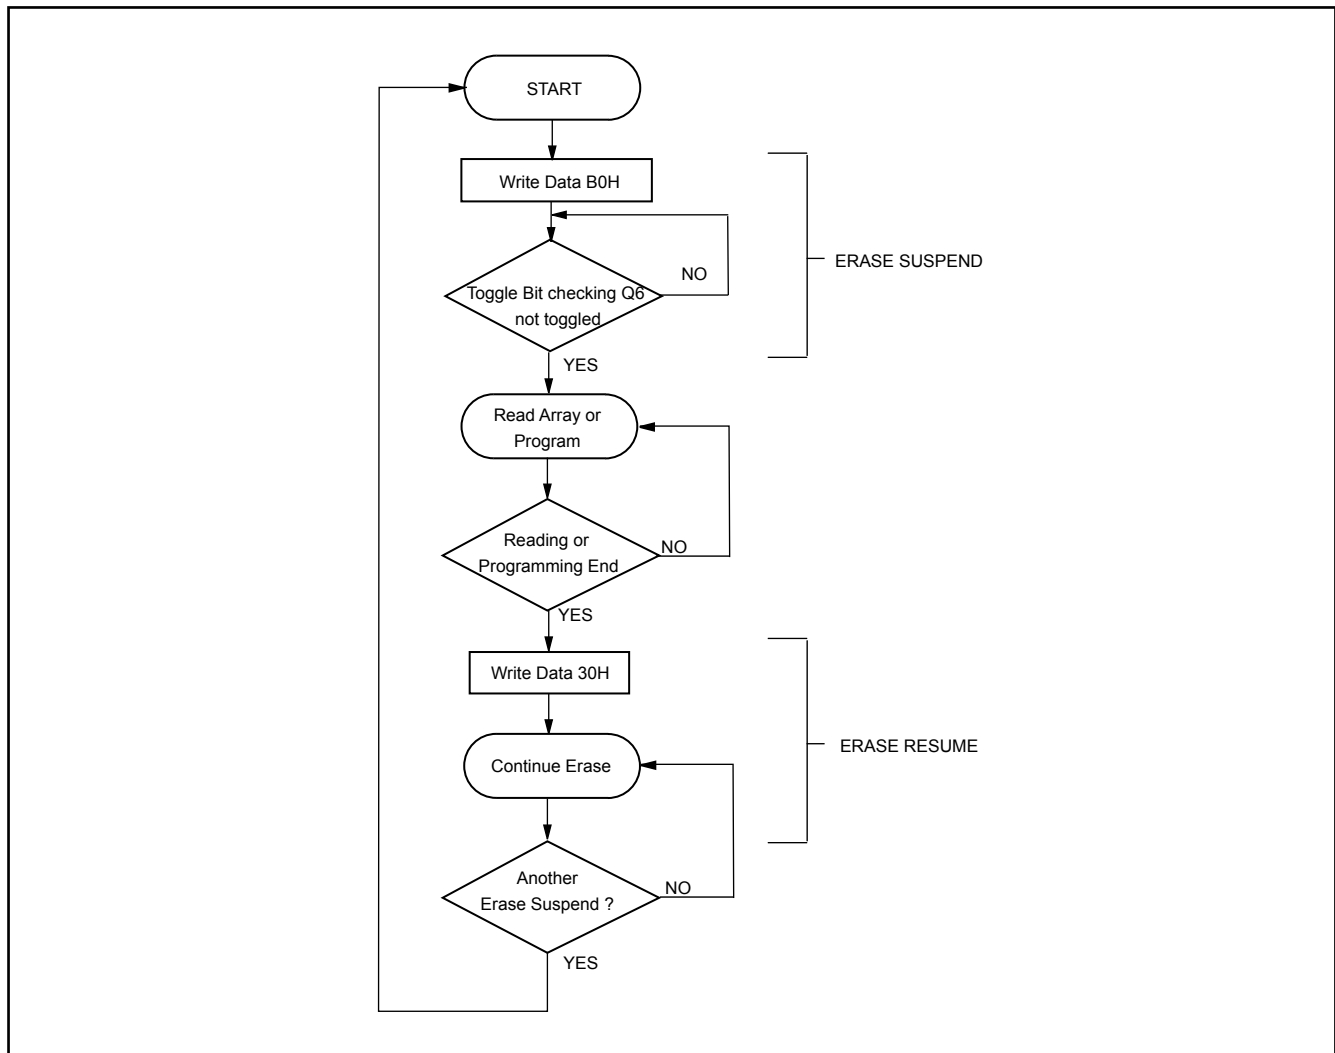 START
Write Data B0H
ERASE SUSPEND
NO
Toggle Bit checking Q6
not toggled
YES
Read Array or
Program
Reading or
Programming End
NO
YES
Write Data 30H
ERASE RESUME
Continue Erase
Another
Erase Suspend ?
NO
YES